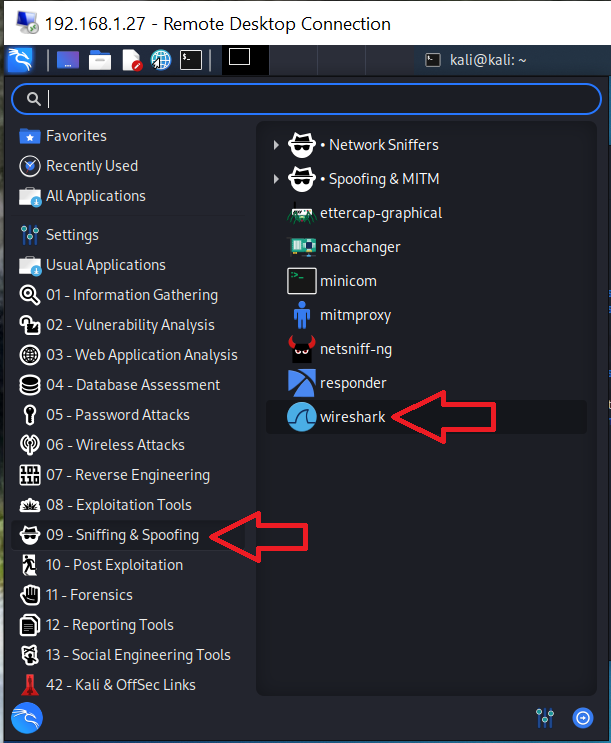 192.168.1.27 - Remote Desktop Connection
kali@kali: ~
Favorites
Recently Used
All Applications
Settings
Usual Applications
01 - Information Gathering
02 - Vulnerability Analysis
03 - Web Application Analysis
04 - Database Assessment
05 - Password Attacks
06 - Wireless Attacks
07 - Reverse Engineering
08 - Exploitation Tools
09 - Sniffing & Spoofing
10 - Post Exploitation
11 - Forensics
12 - Reporting Tools
13 - Social Engineering Tools
42 - Kali & OffSec Links
• Network Sniffers
• Spoofing & MITM
ettercap-graphical
macchanger
minicom
mitmproxy
netsniff-ng
responder
wireshark